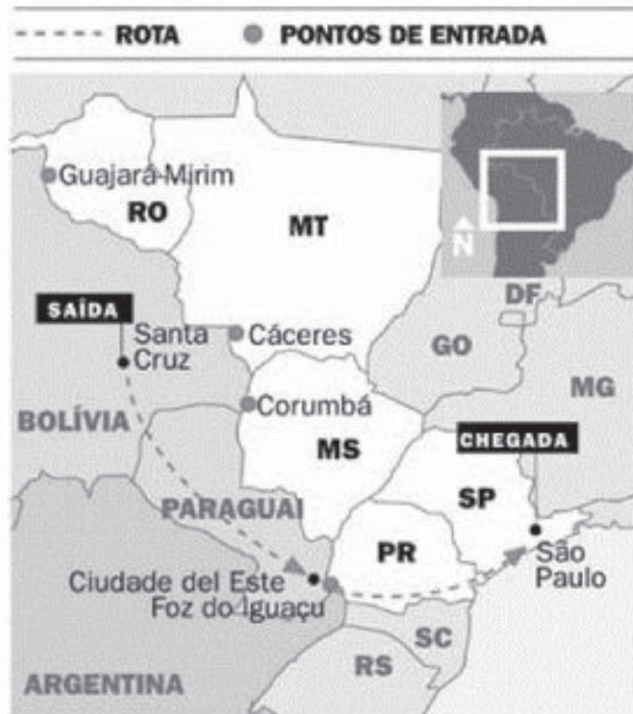 ROTA
PONTOS DE ENTRADA
Guajará-Mirim
RO
MT
N
DF
SAÍDA
Santa
Cruz
Cáceres
GO
MG
Corumbá
BOLÍVIA
MS
CHEGADA
PARAGUAI
SP
PR
São
Paulo
Ciudade del Este
Foz do Iguaçu
SC
RS
ARGENTINA